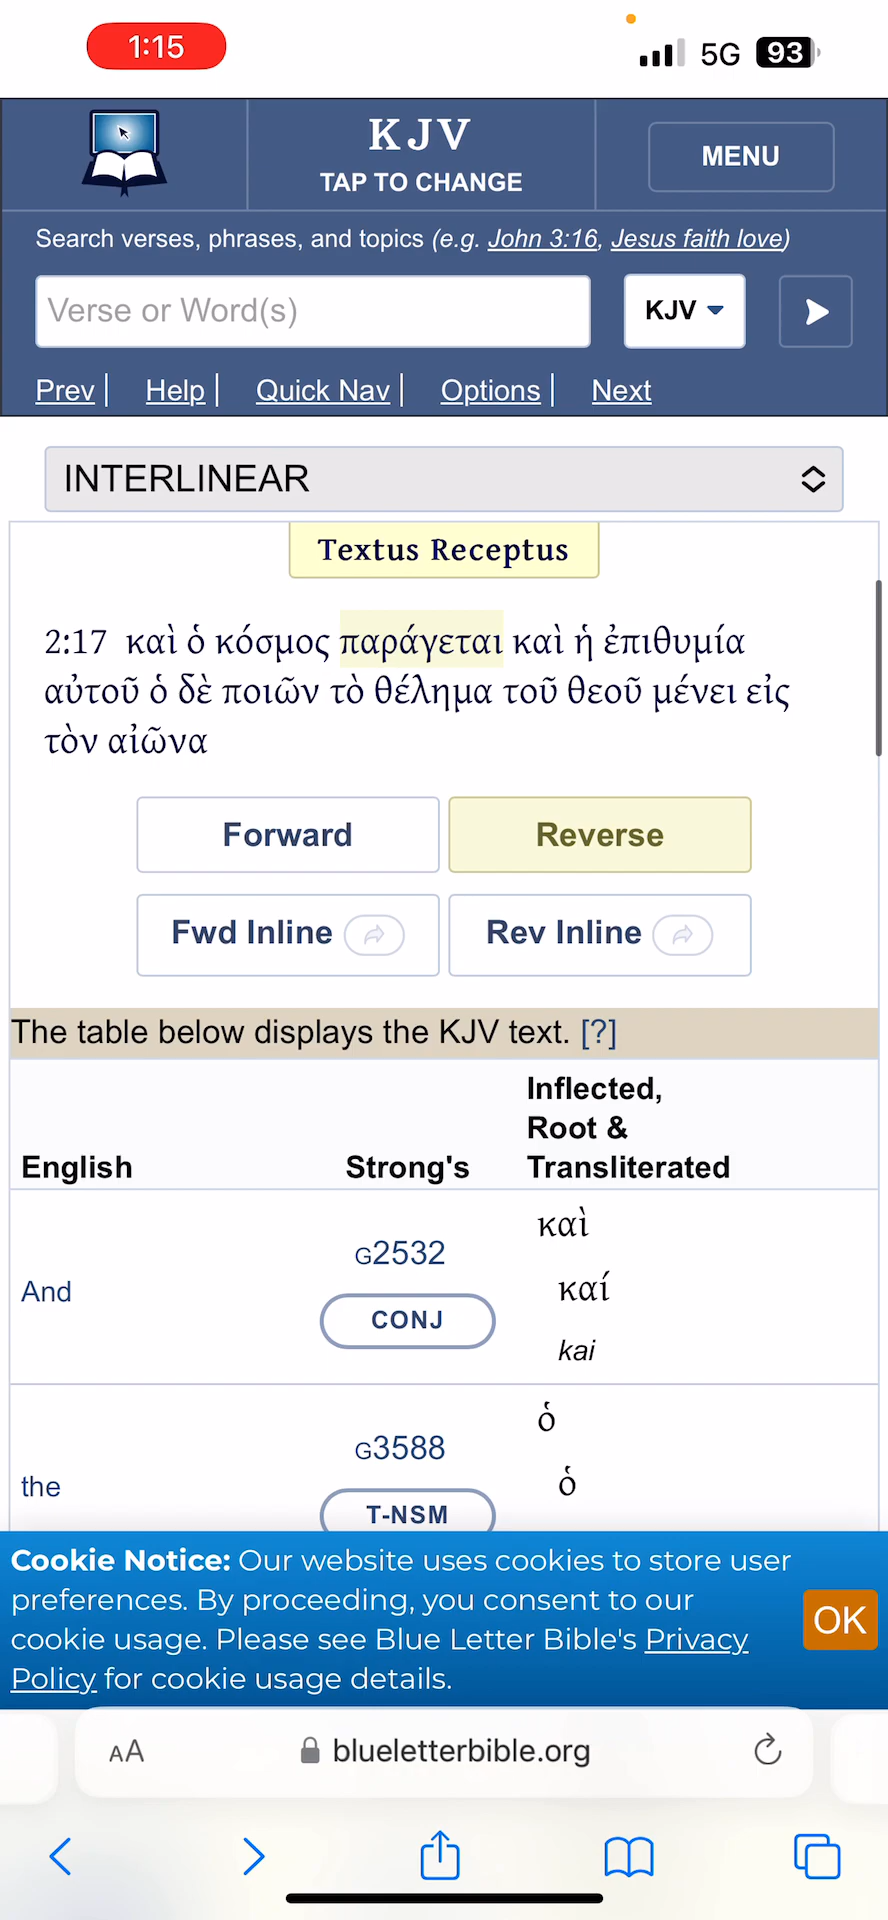 1:15
5G 93
KJV
TAP TO CHANGE
MENU
Search verses, phrases, and topics (e.g. John 3:16, Jesus faith love)
Verse or Word(s)
KJV
Prev | Help | Quick Nav | Options | Next
INTERLINEAR
Textus Receptus
2:17 καὶ ὁ κόσμος παράγεται καὶ ἡ ἐπιθυμία
αὐτοῦ ὁ δὲ ποιῶν τὸ θέλημα τοῦ θεοῦ μένει εἰς
τὸν αἰῶνα
Forward
Reverse
Fwd Inline
Rev Inline
The table below displays the KJV text. [?]
English
Strong's
Inflected,
Root &
Transliterated
And
G2532
CONJ
καὶ
καί
kai
the
G3588
T-NSM
ὁ
ὁ
Cookie Notice: Our website uses cookies to store user
preferences. By proceeding, you consent to our
cookie usage. Please see Blue Letter Bible's Privacy
Policy for cookie usage details.
OK
AA
blueletterbible.org